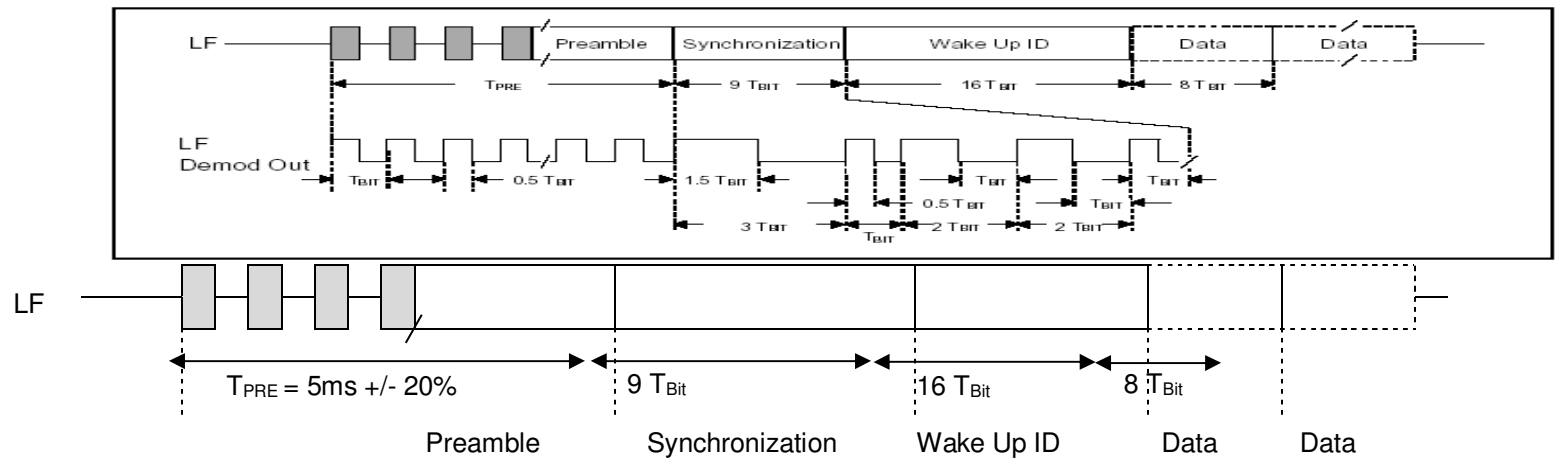 LF Preamble Synchronization Wake Up ID Data Data
TPRE 9 TBIT 16 TBIT 8 TBIT
LF
Demod Out
TBIT 0.5 TBIT 1.5 TBIT TBIT TBIT
0.5 TBIT TBIT
3 TBIT TBIT 2 TBIT 2 TBIT
LF
TPRE = 5ms +/- 20% 9 TBit 16 TBit 8 TBit
Preamble Synchronization Wake Up ID Data Data